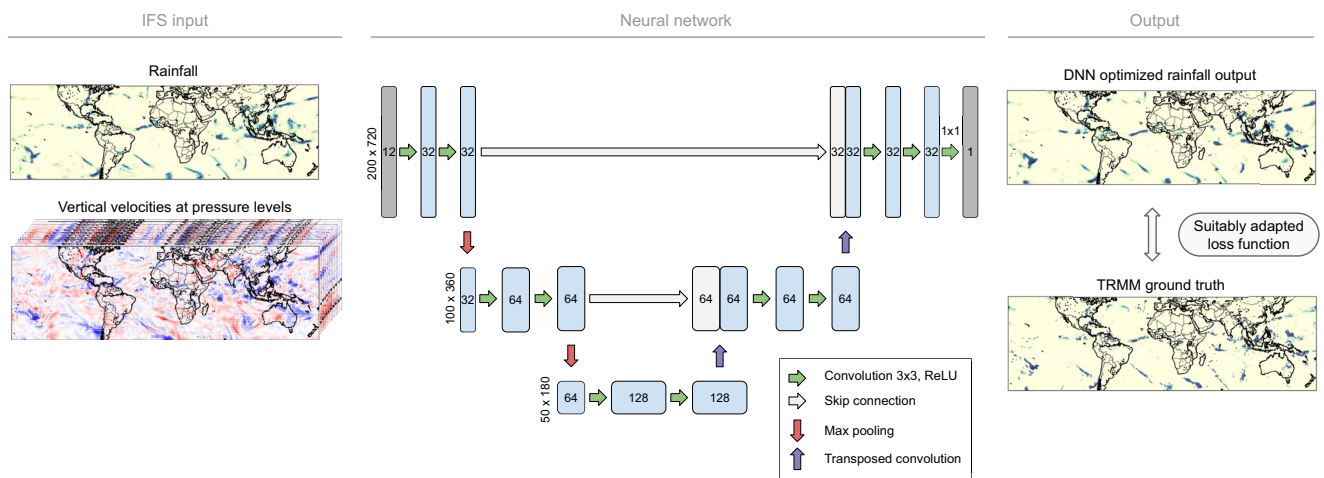 IFS input
Neural network
Output
Rainfall
Vertical velocities at pressure levels
200 x 720
12
32
32
32
32
32
32
1x1
1
100 x 360
32
64
64
64
64
64
64
50 x 180
64
128
128
Convolution 3x3, ReLU
Skip connection
Max pooling
Transposed convolution
DNN optimized rainfall output
Suitably adapted
loss function
TRMM ground truth